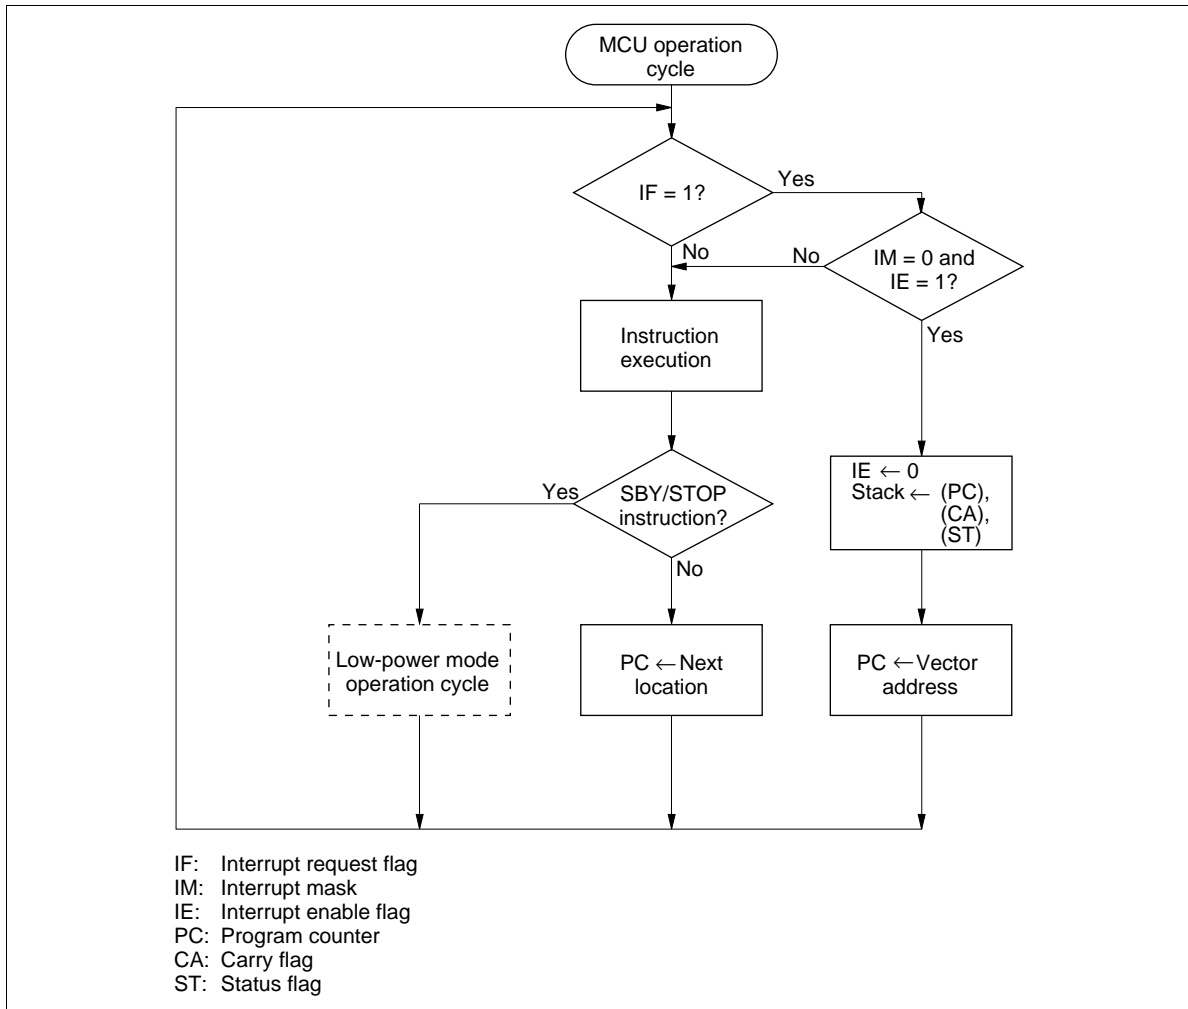 MCU operation
cycle
IF = 1?
Yes
No
No
IM = 0 and
IE = 1?
Yes
Instruction
execution
IE ← 0
Stack ← (PC),
(CA),
(ST)
Yes
SBY/STOP
instruction?
No
Low-power mode
operation cycle
PC ← Next
location
PC ← Vector
address
IF: Interrupt request flag
IM: Interrupt mask
IE: Interrupt enable flag
PC: Program counter
CA: Carry flag
ST: Status flag